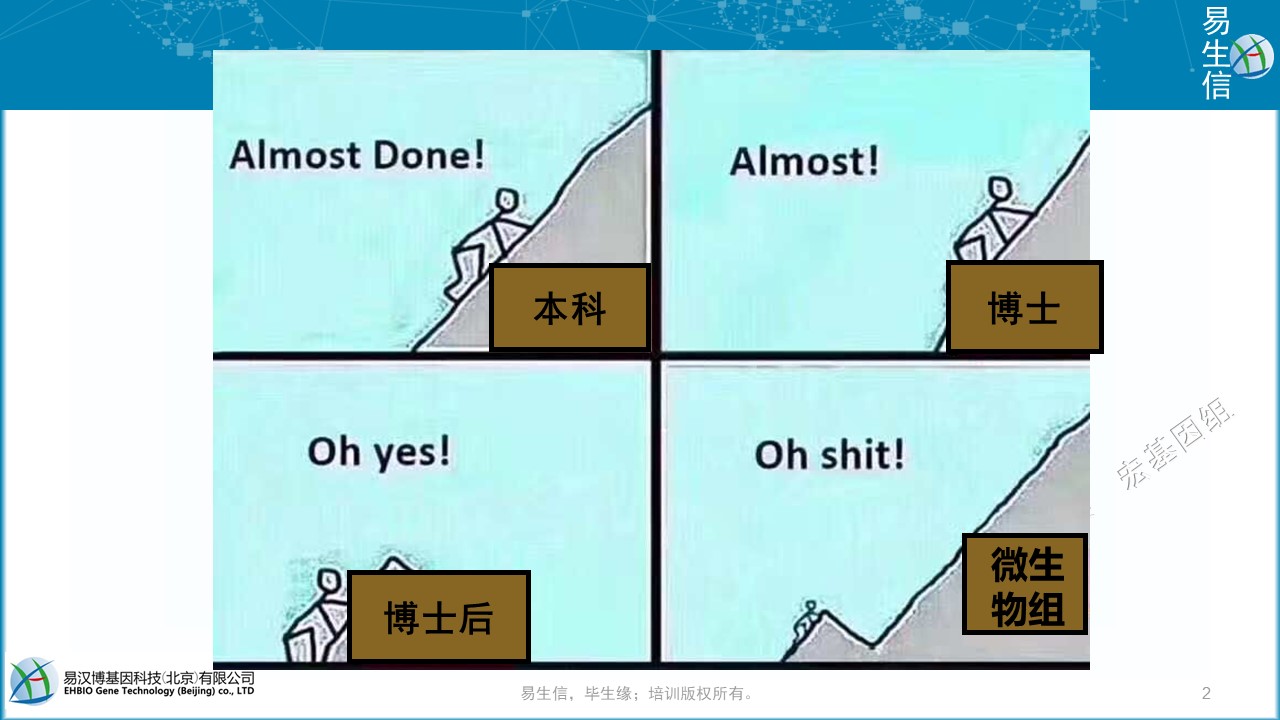 易
生
信
Almost Done!
Almost!
本科
博士
Oh yes!
Oh shit!
博士后
微生
物组
宏基因组
易汉博基因科技(北京)有限公司
EHBIO Gene Technology (Beijing) co., LTD
易生信，毕生缘；培训版权所有。
2